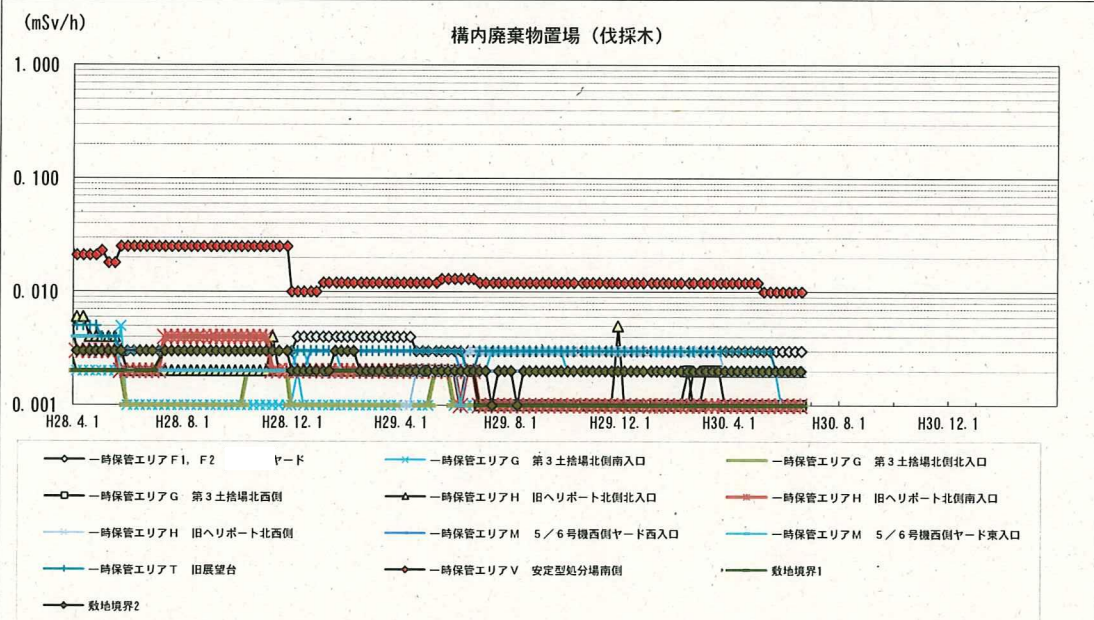 (mSv/h)
構内廃棄物置場（伐採木）
1.000
0.100
0.010
0.001
H28.4.1 H28.8.1 H28.12.1 H29.4.1 H29.8.1 H29.12.1 H30.4.1 H30.8.1 H30.12.1
一時保管エリアF1, F2 ヤード 一時保管エリアG 第3土捨場北側南入口 一時保管エリアG 第3土捨場北側北入口
一時保管エリアG 第3土捨場北西側 一時保管エリアH 旧ヘリポート北側北入口 一時保管エリアH 旧ヘリポート北側南入口
一時保管エリアH 旧ヘリポート北西側 一時保管エリアM 5／6号機西側ヤード西入口 一時保管エリアM 5／6号機西側ヤード東入口
一時保管エリアT 旧展望台 一時保管エリアV 安定型処分場南側 敷地境界1
敷地境界2